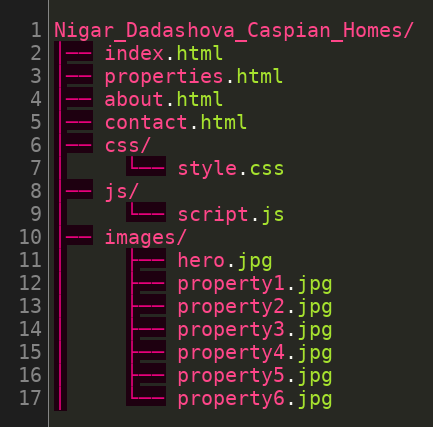 1 Nigar_Dadashova_Caspian_Homes/
2 ├── index.html
3 ├── properties.html
4 ├── about.html
5 ├── contact.html
6 ├── css/
7 │   └── style.css
8 ├── js/
9 │   └── script.js
10 ├── images/
11 │   ├── hero.jpg
12 │   ├── property1.jpg
13 │   ├── property2.jpg
14 │   ├── property3.jpg
15 │   ├── property4.jpg
16 │   ├── property5.jpg
17 │   └── property6.jpg